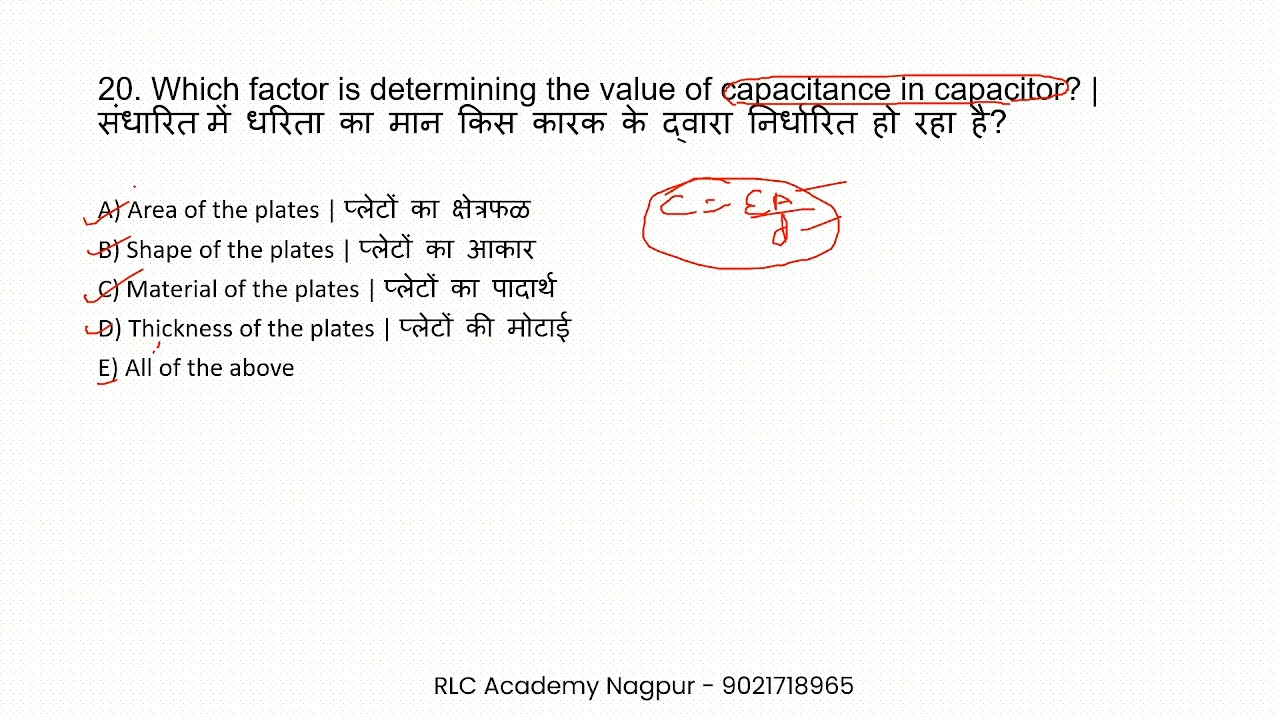 20. Which factor is determining the value of capacitance in capacitor? |
संधारित में धरिता का मान किस कारक के द्वारा निर्धारित हो रहा है?
A) Area of the plates | प्लेटों का क्षेत्रफळ
C = εA
d
B) Shape of the plates | प्लेटों का आकार
C) Material of the plates | प्लेटों का पादार्थ
D) Thickness of the plates | प्लेटों की मोटाई
E) All of the above
RLC Academy Nagpur - 9021718965